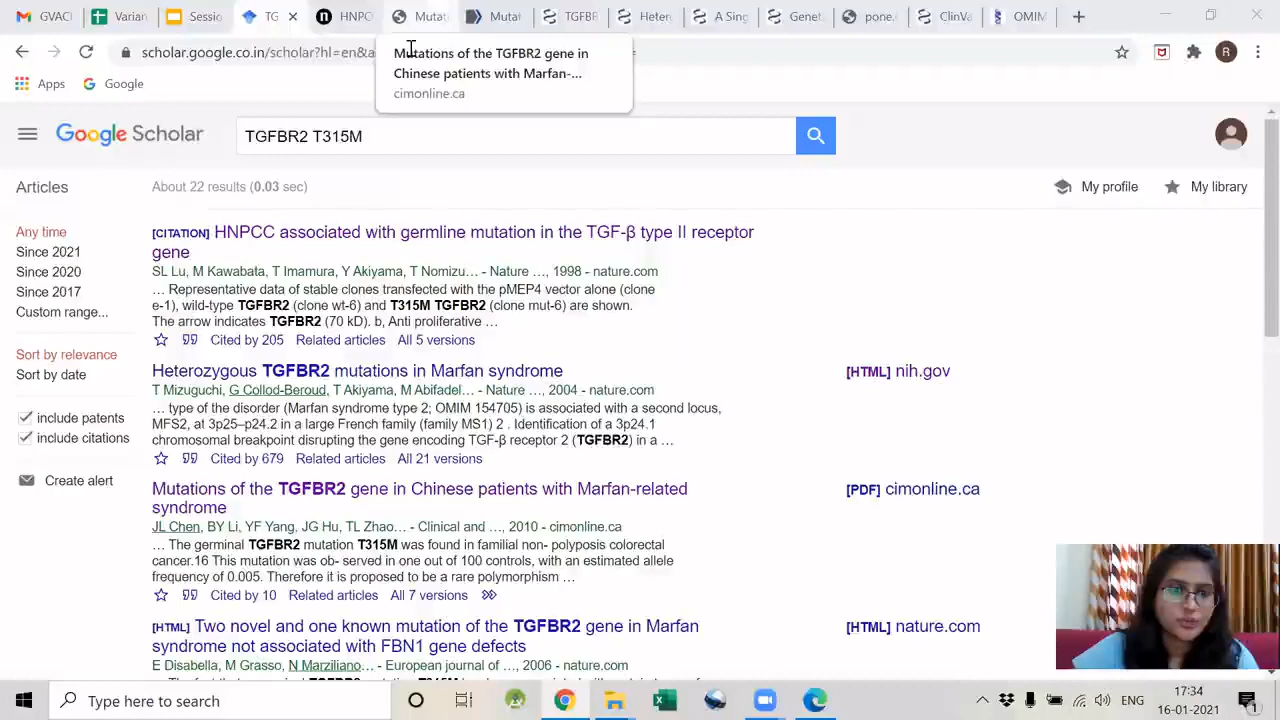 GVAC
Varia
Sessio
TG
HNPC
Cimonl
Mutat
TGFBR
Heter
A Sing
Genet
pone.
ClinV
OMIM
scholar.google.co.in/scholar?hl=en&a
Mutations of the TGFBR2 gene in
Chinese patients with Marfan-...
cimonline.ca
Apps
Google
R
Google Scholar
TGFBR2 T315M
Articles
About 22 results (0.03 sec)
My profile
My library
Any time
Since 2021
Since 2020
Since 2017
Custom range...
Sort by relevance
Sort by date
include patents
include citations
Create alert
[CITATION] HNPCC associated with germline mutation in the TGF-β type II receptor
gene
SL Lu, M Kawabata, T Imamura, Y Akiyama, T Nomizu… - Nature …, 1998 - nature.com
… Representative data of stable clones transfected with the pMEP4 vector alone (clone
e-1), wild-type TGFBR2 (clone wt-6) and T315M TGFBR2 (clone mut-6) are shown.
The arrow indicates TGFBR2 (70 kD). b, Anti proliferative …
Cited by 205 Related articles All 5 versions
Heterozygous TGFBR2 mutations in Marfan syndrome
[HTML] nih.gov
T Mizuguchi, G Collod-Beroud, T Akiyama, M Abifadel… - Nature …, 2004 - nature.com
… type of the disorder (Marfan syndrome type 2; OMIM 154705) is associated with a second locus,
MFS2, at 3p25–p24.2 in a large French family (family MS1) 2 . Identification of a 3p24.1
chromosomal breakpoint disrupting the gene encoding TGF-β receptor 2 (TGFBR2) in a …
Cited by 679 Related articles All 21 versions
Mutations of the TGFBR2 gene in Chinese patients with Marfan-related
syndrome
[PDF] cimonline.ca
JL Chen, BY Li, YF Yang, JG Hu, TL Zhao… - Clinical and …, 2010 - cimonline.ca
… The germinal TGFBR2 mutation T315M was found in familial non- polyposis colorectal
cancer.16 This mutation was ob- served in one out of 100 controls, with an estimated allele
frequency of 0.005. Therefore it is proposed to be a rare polymorphism …
Cited by 10 Related articles All 7 versions
[HTML] Two novel and one known mutation of the TGFBR2 gene in Marfan
syndrome not associated with FBN1 gene defects
[HTML] nature.com
E Disabella, M Grasso, N Marziliano… - European journal of …, 2006 - nature.com
Type here to search
ENG
17:34
16-01-2021